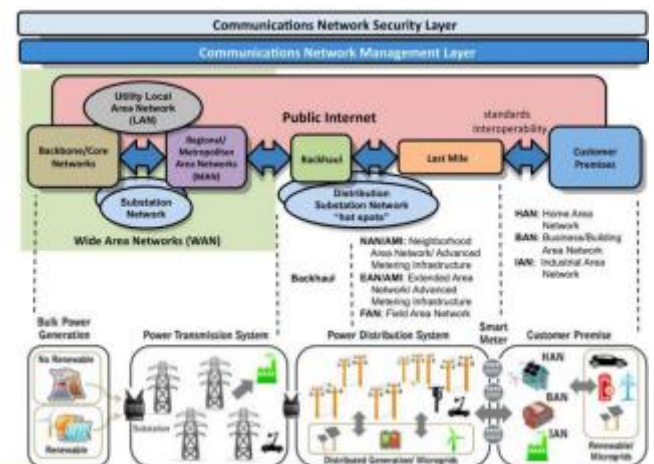 Communications Network Security Layer
Communications Network Management Layer
Utility Local
Area Network
(LAN)
Public Internet
standards
Interoperability
Backbone/Core
Networks
Regional/
Metropolitan
Area Networks
(MAN)
Backhaul
Last Mile
Customer
Premises
Substation
Network
Distribution
Substation Network
"hot spots"
Wide Area Networks (WAN)
HAN: Home Area
Network
BAN: Business/Building
Area Network
IAN: Industrial Area
Network
Backhaul
NAN/AMI: Neighborhood
Area Network/ Advanced
Metering Infrastructure
EAN/AMI: Extended Area
Network/ Advanced
Metering Infrastructure
FAN: Field Area Network
Bulk Power
Generation
Power Transmission System
Power Distribution System
Smart
Meter
Customer Premise
No Renewable
Renewable
Substation
Distributed Generation/ Microgrids
HAN
BAN
IAN
Renewable/
Microgrids